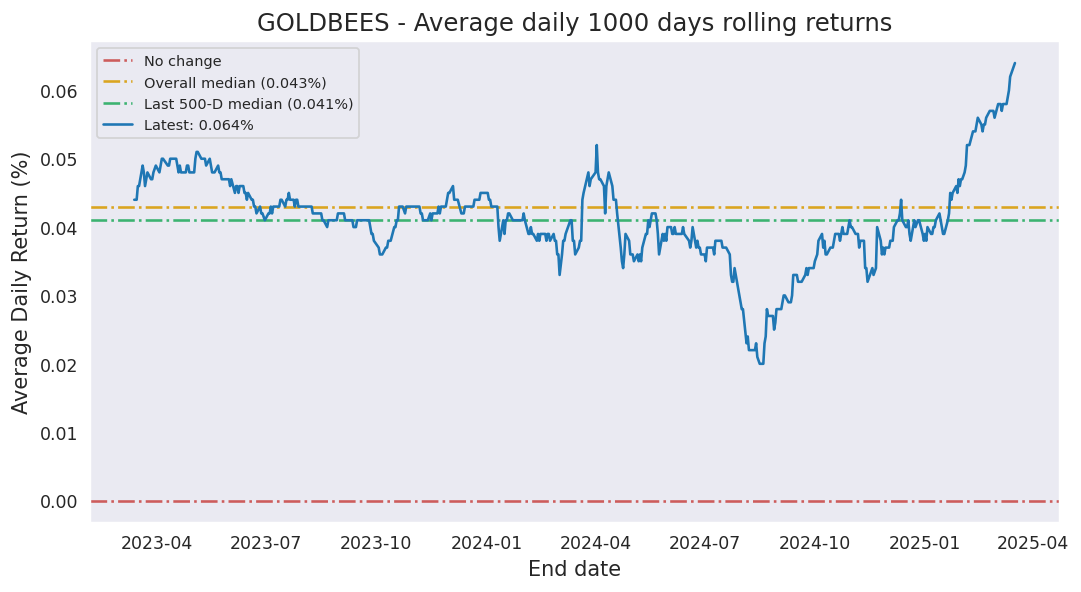 GOLDBEES - Average daily 1000 days rolling returns
No change
Overall median (0.043%)
Last 500-D median (0.041%)
Latest: 0.064%
Average Daily Return (%)
0.06
0.05
0.04
0.03
0.02
0.01
0.00
2023-04 2023-07 2023-10 2024-01 2024-04 2024-07 2024-10 2025-01 2025-04
End date